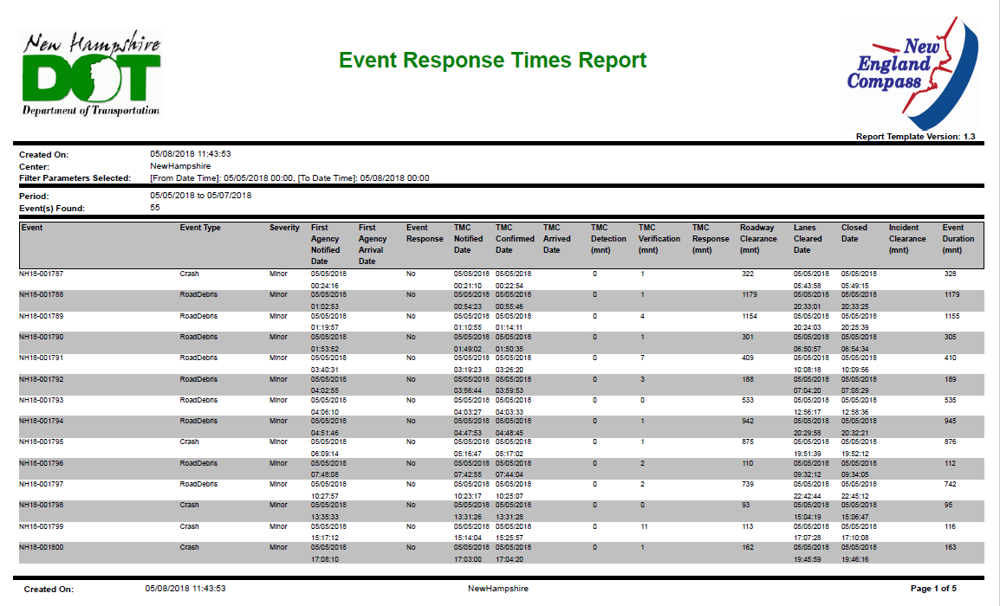 New Hampshire
DOT
Department of Transportation
Event Response Times Report
New
England
Compass
Report Template Version: 1.3
Created On: 05/08/2018 11:43:53
Center: NewHampshire
Filter Parameters Selected: [From Date Time]: 05/05/2018 00:00, [To Date Time]: 05/08/2018 00:00
Period: 05/05/2018 to 05/07/2018
Event(s) Found: 55
Event Event Type Severity First First Event TMC TMC TMC TMC TMC TMC Roadway Lanes Closed Incident Event
Agency Agency Response Notified Confirmed Arrived Detection Verification Response Clearance Cleared Date Clearance Duration
Notified Arrival Date Date Date (mnt) (mnt) (mnt) (mnt) Date (mnt) (mnt)
Date Date
NH18-001787 Crash Minor 05/05/2018 No 05/05/2018 05/05/2018 0 1 322 05/05/2018 05/05/2018 328
00:24:16 00:21:10 00:22:54 05:43:58 05:49:15
NH18-001788 RoadDebris Minor 05/05/2018 No 05/05/2018 05/05/2018 0 1 1179 05/05/2018 05/05/2018 1179
01:02:53 00:54:23 00:55:46 20:33:01 20:33:25
NH18-001789 RoadDebris Minor 05/05/2018 No 05/05/2018 05/05/2018 0 4 1154 05/05/2018 05/05/2018 1155
01:19:57 01:10:55 01:14:11 20:24:03 20:25:39
NH18-001790 RoadDebris Minor 05/05/2018 No 05/05/2018 05/05/2018 0 1 301 05/05/2018 05/05/2018 305
01:53:52 01:49:02 01:50:35 06:50:57 06:54:34
NH18-001791 RoadDebris Minor 05/05/2018 No 05/05/2018 05/05/2018 0 7 409 05/05/2018 05/05/2018 410
03:40:31 03:19:23 03:26:20 10:08:18 10:09:56
NH18-001792 RoadDebris Minor 05/05/2018 No 05/05/2018 05/05/2018 0 3 188 05/05/2018 05/05/2018 189
04:02:55 03:56:44 03:59:53 07:04:20 07:05:29
NH18-001793 RoadDebris Minor 05/05/2018 No 05/05/2018 05/05/2018 0 0 533 05/05/2018 05/05/2018 535
04:06:10 04:03:27 04:03:33 12:56:17 12:58:36
NH18-001794 RoadDebris Minor 05/05/2018 No 05/05/2018 05/05/2018 0 1 942 05/05/2018 05/05/2018 945
04:51:46 04:47:53 04:48:45 20:29:58 20:32:21
NH18-001795 Crash Minor 05/05/2018 No 05/05/2018 05/05/2018 0 1 875 05/05/2018 05/05/2018 876
06:09:14 05:16:47 05:17:02 19:51:39 19:52:12
NH18-001796 RoadDebris Minor 05/05/2018 No 05/05/2018 05/05/2018 0 2 110 05/05/2018 05/05/2018 112
07:48:08 07:42:55 07:44:04 09:32:12 09:34:05
NH18-001797 RoadDebris Minor 05/05/2018 No 05/05/2018 05/05/2018 0 2 739 05/05/2018 05/05/2018 742
10:27:57 10:23:17 10:25:07 22:42:44 22:45:12
NH18-001798 Crash Minor 05/05/2018 No 05/05/2018 05/05/2018 0 0 93 05/05/2018 05/05/2018 95
13:35:33 13:31:26 13:31:28 15:04:19 15:06:47
NH18-001799 Crash Minor 05/05/2018 No 05/05/2018 05/05/2018 0 11 113 05/05/2018 05/05/2018 116
15:17:12 15:14:04 15:25:57 17:07:28 17:10:08
NH18-001800 Crash Minor 05/05/2018 No 05/05/2018 05/05/2018 0 1 162 05/05/2018 05/05/2018 163
17:08:10 17:03:00 17:04:20 19:45:59 19:46:16
Created On: 05/08/2018 11:43:53 NewHampshire Page 1 of 5